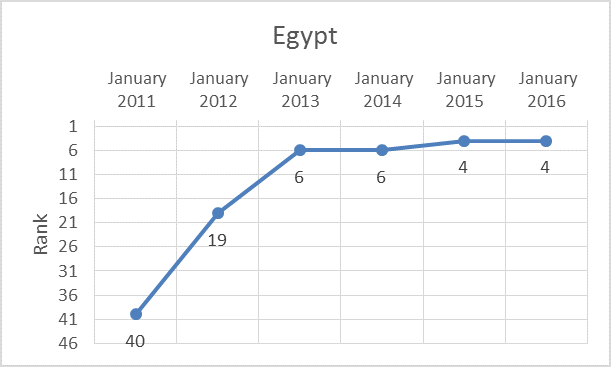 Egypt
January 2011
January 2012
January 2013
January 2014
January 2015
January 2016
Rank
1
6
11
16
21
26
31
36
41
46
40
19
6
6
4
4